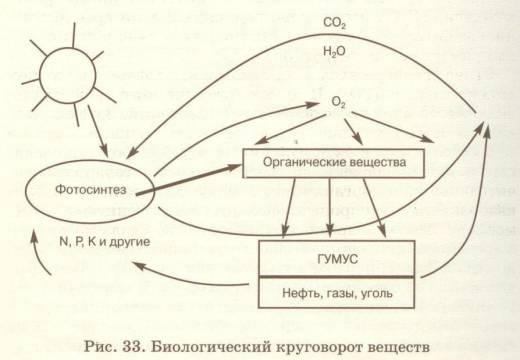 CO₂
H₂O
O₂
Органические вещества
Фотосинтез
N, P, K и другие
ГУМУС
Нефть, газы, уголь
Рис. 33. Биологический круговорот веществ